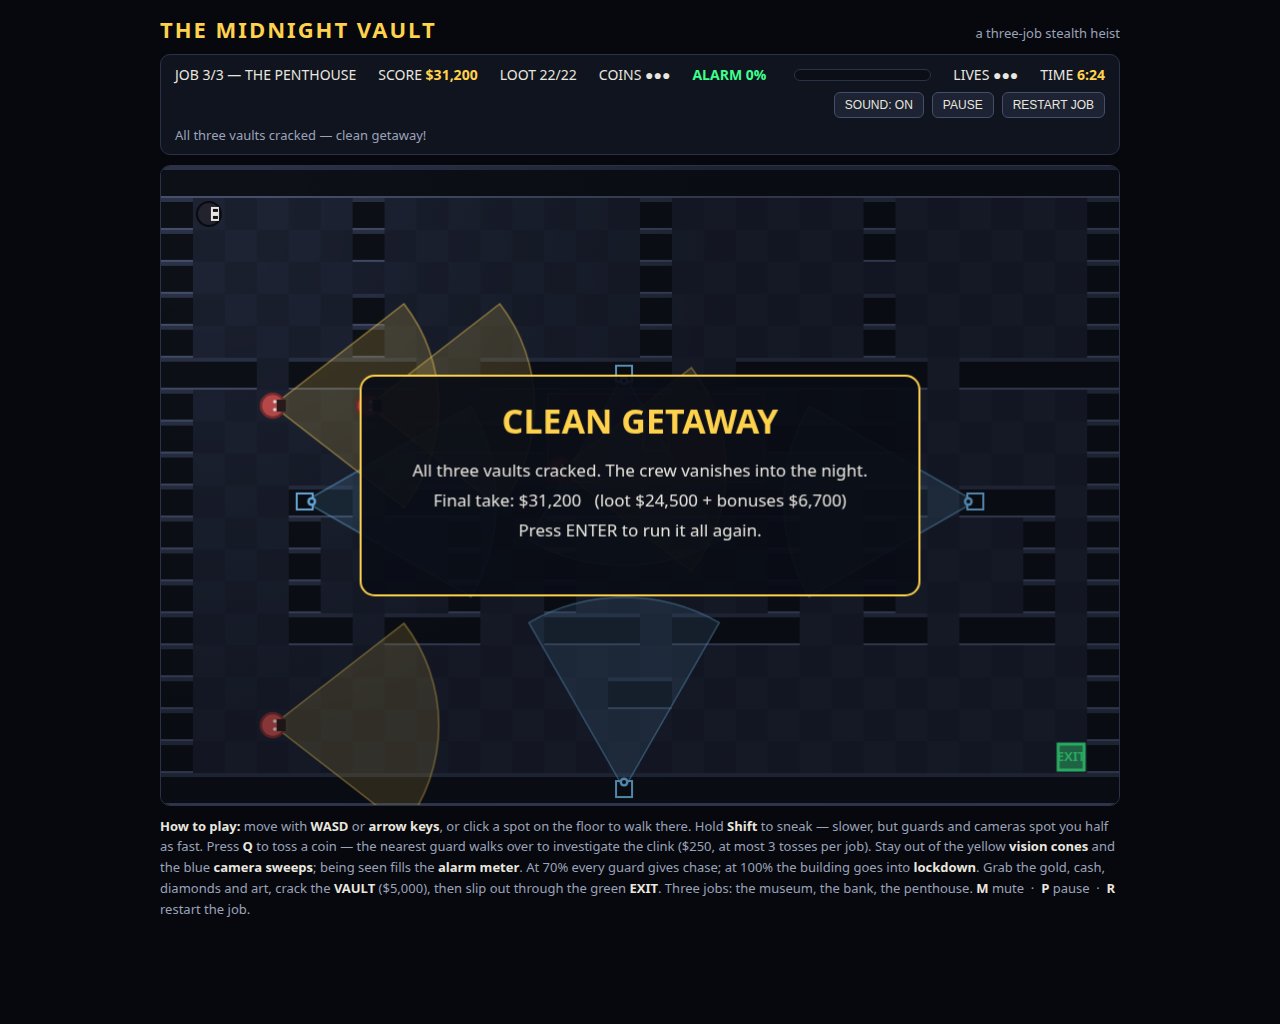 THE MIDNIGHT VAULT
a three-job stealth heist
JOB 3/3 — THE PENTHOUSE SCORE $31,200 LOOT 22/22 COINS ●●● ALARM 0% LIVES ●●● TIME 6:24
SOUND: ON PAUSE RESTART JOB
All three vaults cracked — clean getaway!
CLEAN GETAWAY
All three vaults cracked. The crew vanishes into the night.
Final take: $31,200 (loot $24,500 + bonuses $6,700)
Press ENTER to run it all again.
EXIT
How to play: move with WASD or arrow keys, or click a spot on the floor to walk there. Hold Shift to sneak — slower, but guards and cameras spot you half
as fast. Press Q to toss a coin — the nearest guard walks over to investigate the clink ($250, at most 3 tosses per job). Stay out of the yellow vision cones and
the blue camera sweeps; being seen fills the alarm meter. At 70% every guard gives chase; at 100% the building goes into lockdown. Grab the gold, cash,
diamonds and art, crack the VAULT ($5,000), then slip out through the green EXIT. Three jobs: the museum, the bank, the penthouse. M mute · P pause · R
restart the job.